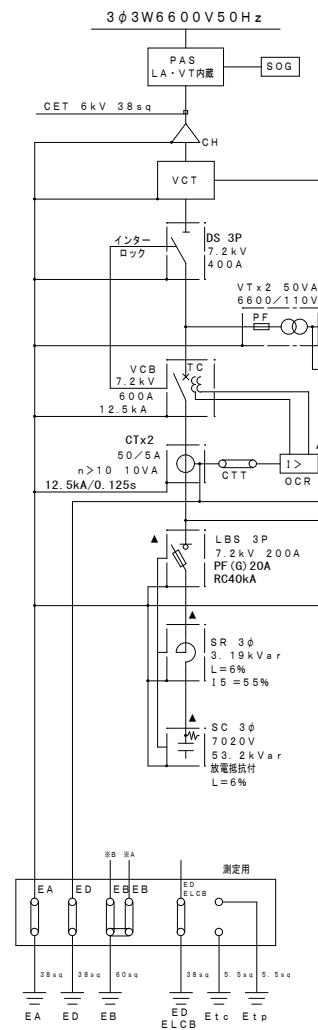 3φ3W6600V50Hz
PAS
LA・VT内蔵
SOG
CET 6kV 38sq
CH
VCT
インター
ロック
DS 3P
7.2kV
400A
VTx2 50VA
6600/110V
PF
VCB
7.2kV
600A
12.5kA
TC
CTx2
50/5A
n>10 10VA
12.5kA/0.125s
CTT
I>
OCR
▲
▲
LBS 3P
7.2kV 200A
PF(G)20A
RC40kA
▲
SR 3φ
3.19kVar
L=6%
I5=55%
▲
SC 3φ
7020V
53.2kVar
放電抵抗付
L=6%
※B ※A
測定用
EA ED EB EB ED
ELCB
38sq 38sq 60sq 38sq 5.5sq 5.5sq
EA ED EB ED
ELCB Etc Etp